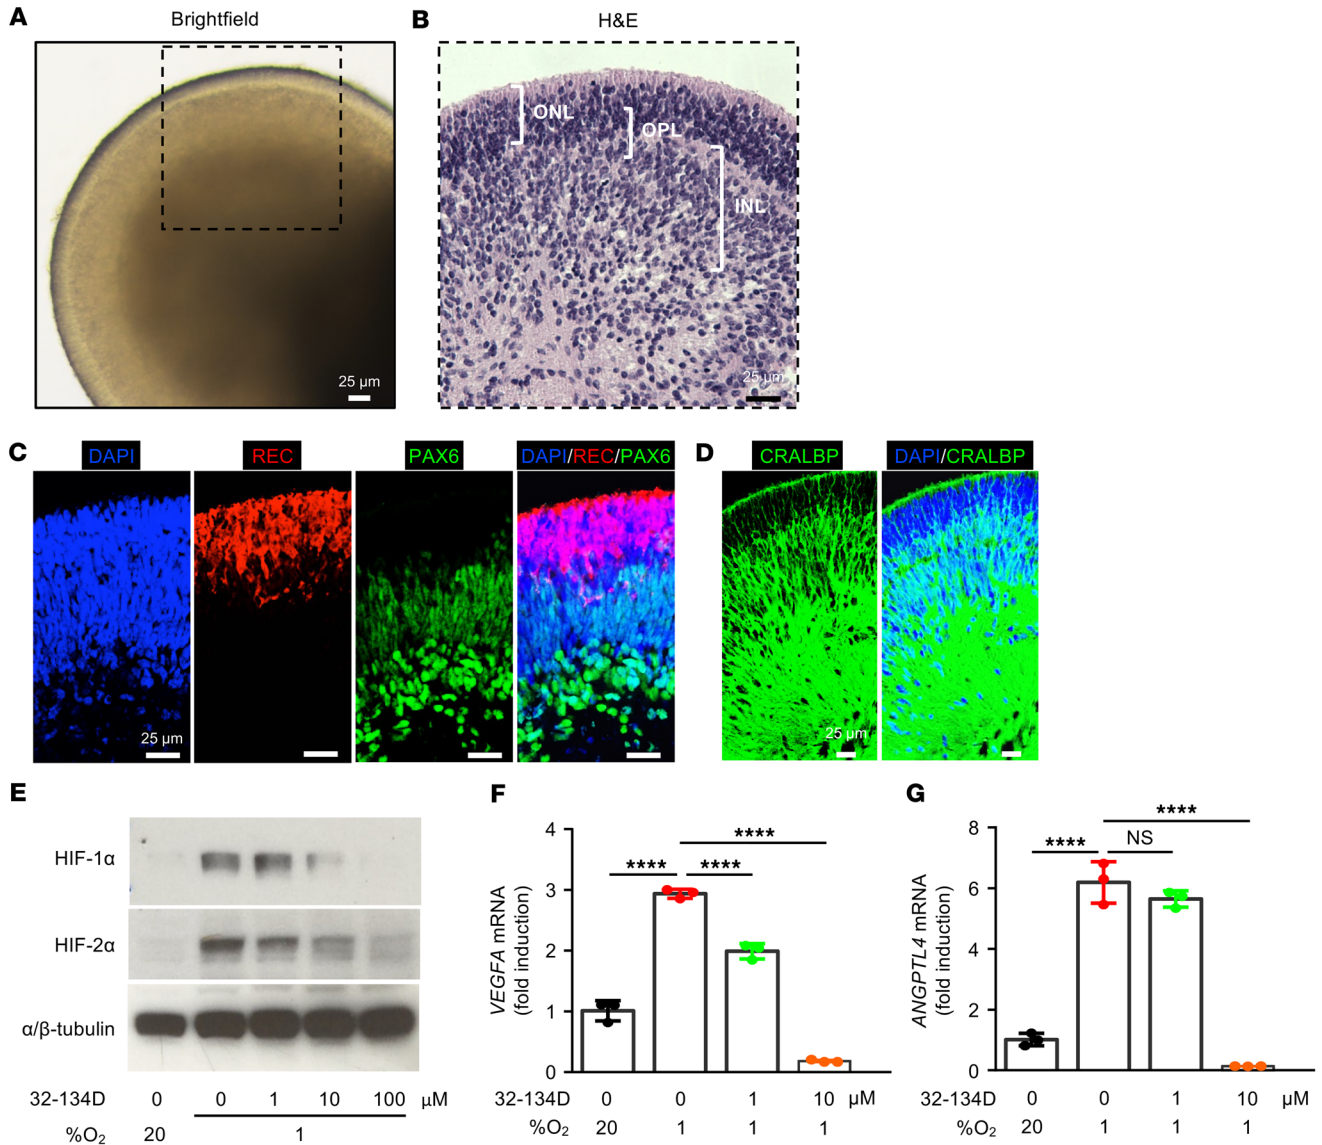 A
Brightfield
25 µm
B
H&E
ONL
OPL
INL
25 µm
C
DAPI
REC
PAX6
DAPI/REC/PAX6
25 µm
D
CRALBP
DAPI/CRALBP
25 µm
E
HIF-1α
HIF-2α
α/β-tubulin
32-134D 0 0 1 10 100 µM
%O₂ 20 1
F
VEGFA mRNA
(fold induction)
4
3
2
1
0
**** **** ****
32-134D 0 0 1 10 µM
%O₂ 20 1 1 1
G
ANGPTL4 mRNA
(fold induction)
8
6
4
2
0
**** NS ****
32-134D 0 0 1 10 µM
%O₂ 20 1 1 1